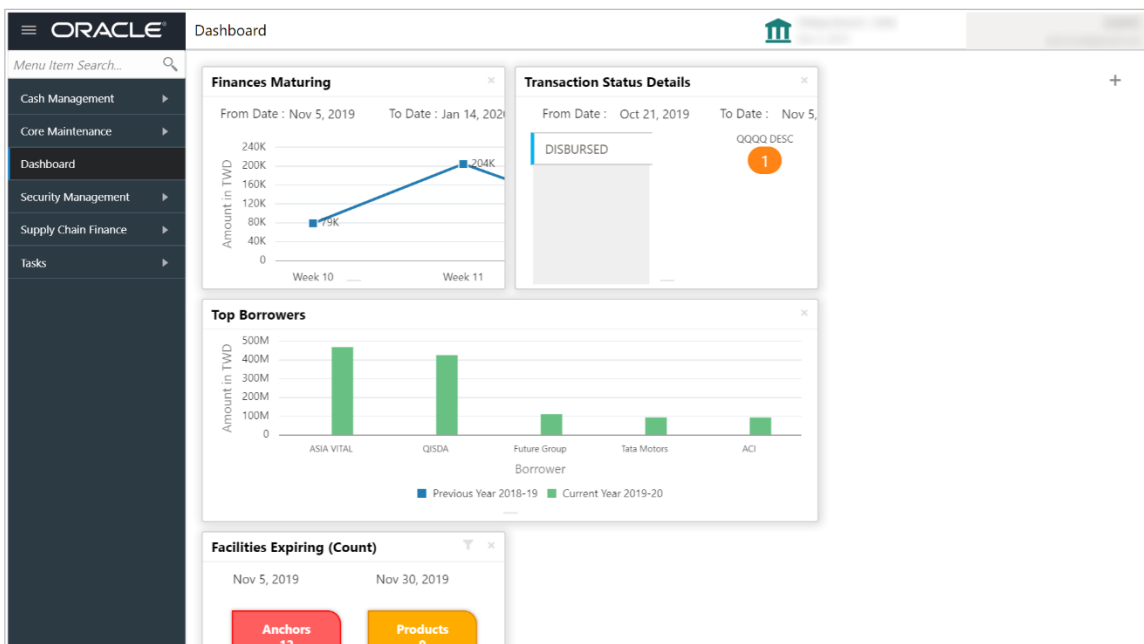 ORACLE®
Dashboard
Menu Item Search...
Cash Management
Core Maintenance
Dashboard
Security Management
Supply Chain Finance
Tasks
Finances Maturing
From Date : Nov 5, 2019 To Date : Jan 14, 202
Amount in TWD
240K
200K
160K
120K
80K
40K
0
204K
79K
Week 10 Week 11
Transaction Status Details
From Date : Oct 21, 2019 To Date : Nov 5,
DISBURSED
QQQQ DESC
1
Top Borrowers
Amount in TWD
500M
400M
300M
200M
100M
0
ASIA VITAL QISDA Future Group Tata Motors ACI
Borrower
Previous Year 2018-19 Current Year 2019-20
Facilities Expiring (Count)
Nov 5, 2019 Nov 30, 2019
Anchors Products